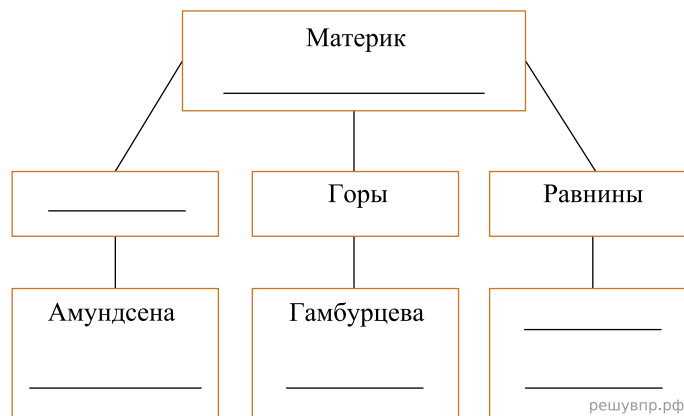 Материк
Горы
Равнины
Амундсена
Гамбурцева
решувпр.рф